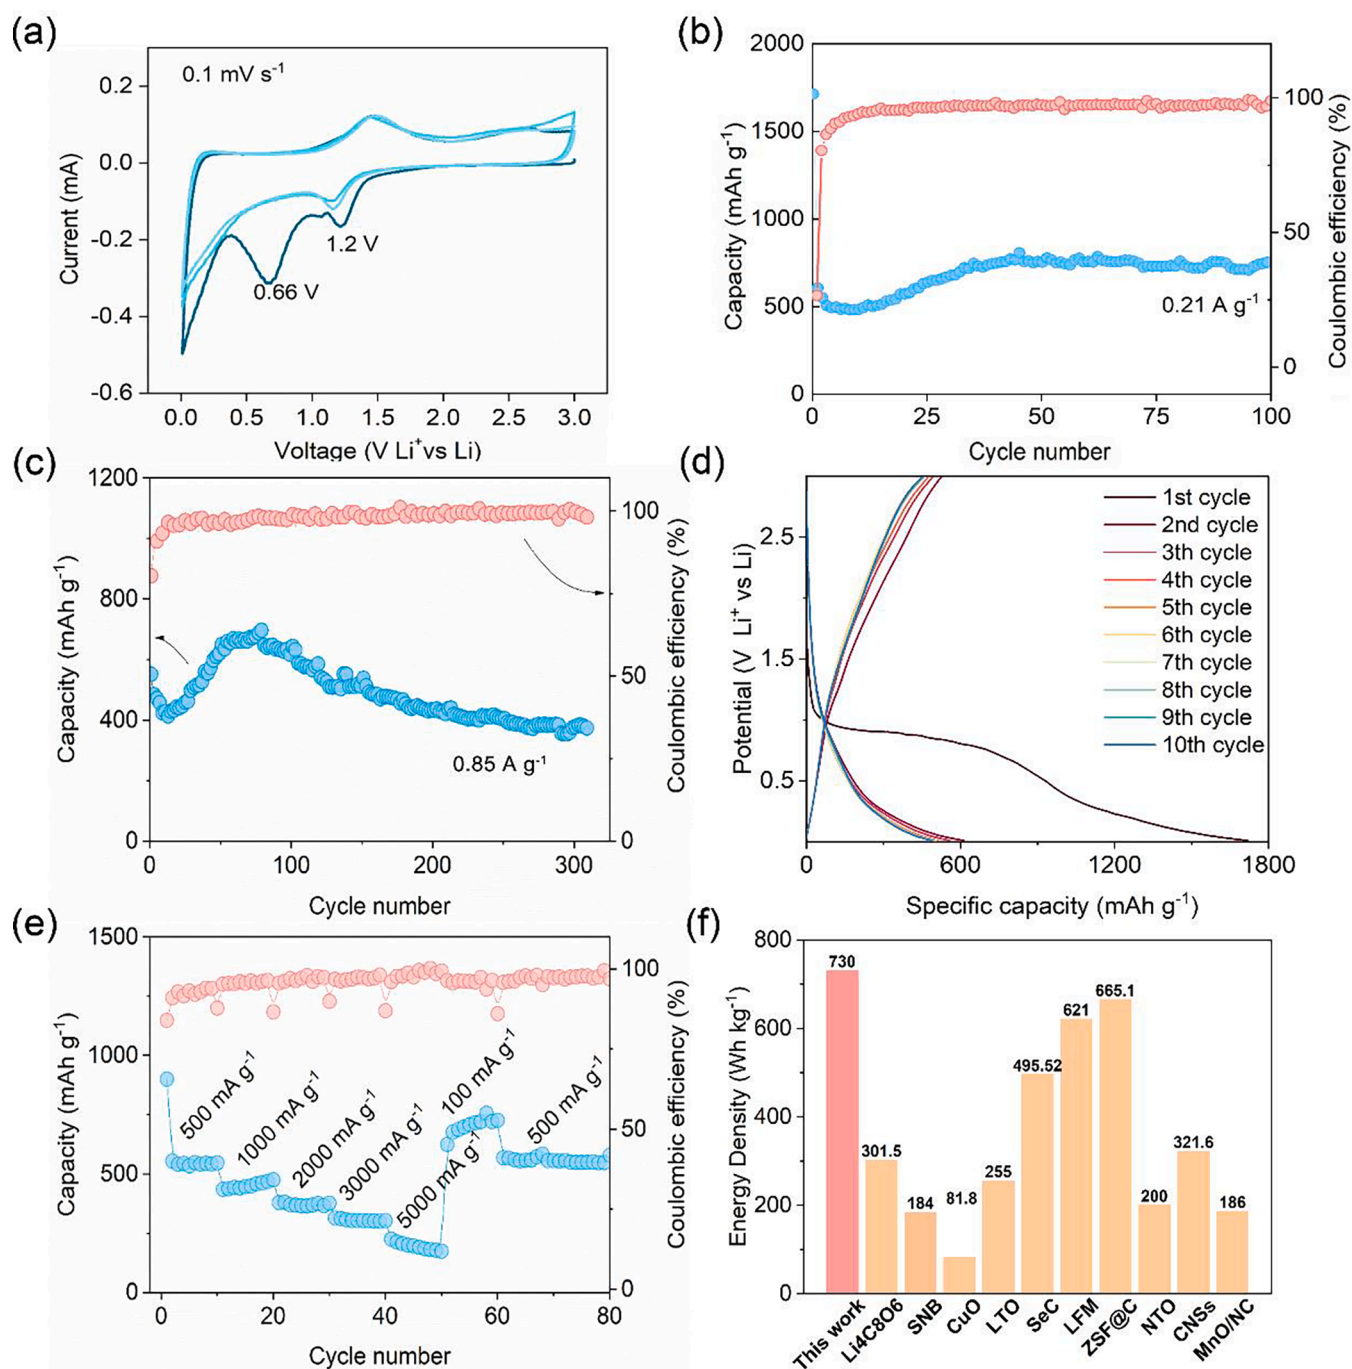 (a)
0.1 mV s⁻¹
0.2
0.0
-0.2
-0.4
-0.6
Current (mA)
1.2 V
0.66 V
0.0 0.5 1.0 1.5 2.0 2.5 3.0
Voltage (V Li⁺vs Li)
(b)
2000
1500
1000
500
0
Capacity (mAh g⁻¹)
100
50
0
Coulombic efficiency (%)
0.21 A g⁻¹
0 25 50 75 100
Cycle number
(c)
1200
800
400
0
Capacity (mAh g⁻¹)
100
50
0
Coulombic efficiency (%)
0.85 A g⁻¹
0 100 200 300
Cycle number
(d)
2.5
1.5
0.5
Potential (V Li⁺ vs Li)
1st cycle
2nd cycle
3th cycle
4th cycle
5th cycle
6th cycle
7th cycle
8th cycle
9th cycle
10th cycle
0 600 1200 1800
Specific capacity (mAh g⁻¹)
(e)
1500
1000
500
0
Capacity (mAh g⁻¹)
100
50
0
Coulombic efficiency (%)
500 mA g⁻¹
1000 mA g⁻¹
2000 mA g⁻¹
3000 mA g⁻¹
5000 mA g⁻¹
100 mA g⁻¹
500 mA g⁻¹
0 20 40 60 80
Cycle number
(f)
800
600
400
200
0
Energy Density (Wh kg⁻¹)
730
301.5
184
81.8
255
495.52
621
665.1
200
321.6
186
This work
Li4C8O6
SNB
CuO
LTO
SeC
LFM
ZSF@C
NTO
CNSs
MnO/NC